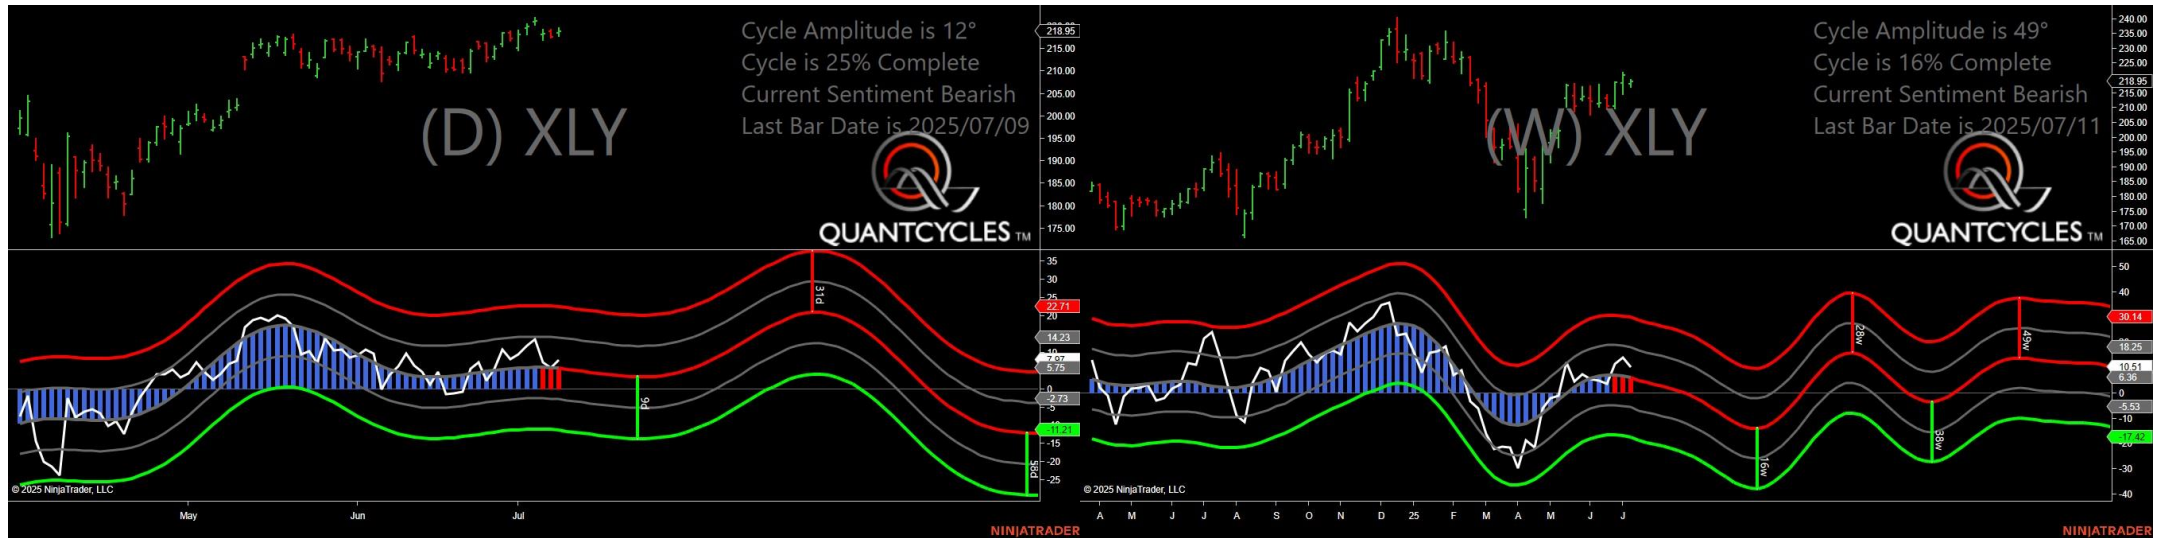 Cycle Amplitude is 12°
Cycle is 25% Complete
Current Sentiment Bearish
Last Bar Date is 2025/07/09
(D) XLY
QUANTCYCLES TM
218.95
215.00
210.00
205.00
200.00
195.00
190.00
185.00
180.00
175.00
35
30
25
22.71
20
14.23
7.97
5.75
0
-2.73
-5
-11.21
-15
-20
-25
9d
31d
58d
© 2025 NinjaTrader, LLC
May
Jun
Jul
NINJATRADER
Cycle Amplitude is 49°
Cycle is 16% Complete
Current Sentiment Bearish
Last Bar Date is 2025/07/11
(W) XLY
QUANTCYCLES TM
240.00
235.00
230.00
225.00
218.95
215.00
210.00
205.00
200.00
195.00
190.00
185.00
180.00
175.00
170.00
165.00
50
40
30.14
18.25
10.51
6.36
0
-5.53
-10
-17.42
-30
-40
16w
28w
38w
49w
© 2025 NinjaTrader, LLC
A M J J A S O N D 25 F M A M J J
NINJATRADER